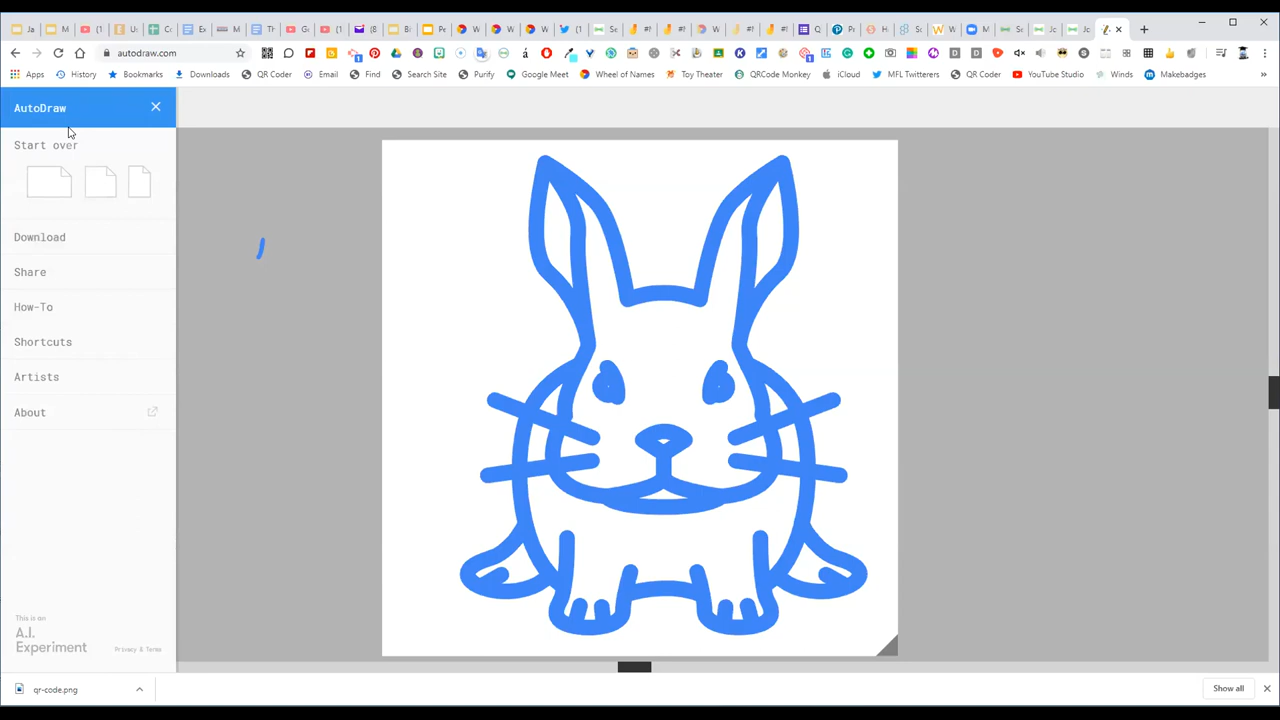 autodraw.com
Apps History Bookmarks Downloads QR Coder Email Find Search Site Purify Google Meet Wheel of Names Toy Theater QRCode Monkey iCloud MFL Twitterers QR Coder YouTube Studio Winds Makebadges
AutoDraw
Start over
Download
Share
How-To
Shortcuts
Artists
About
This is an
A.I.
Experiment
Privacy & Terms
qr-code.png
Show all